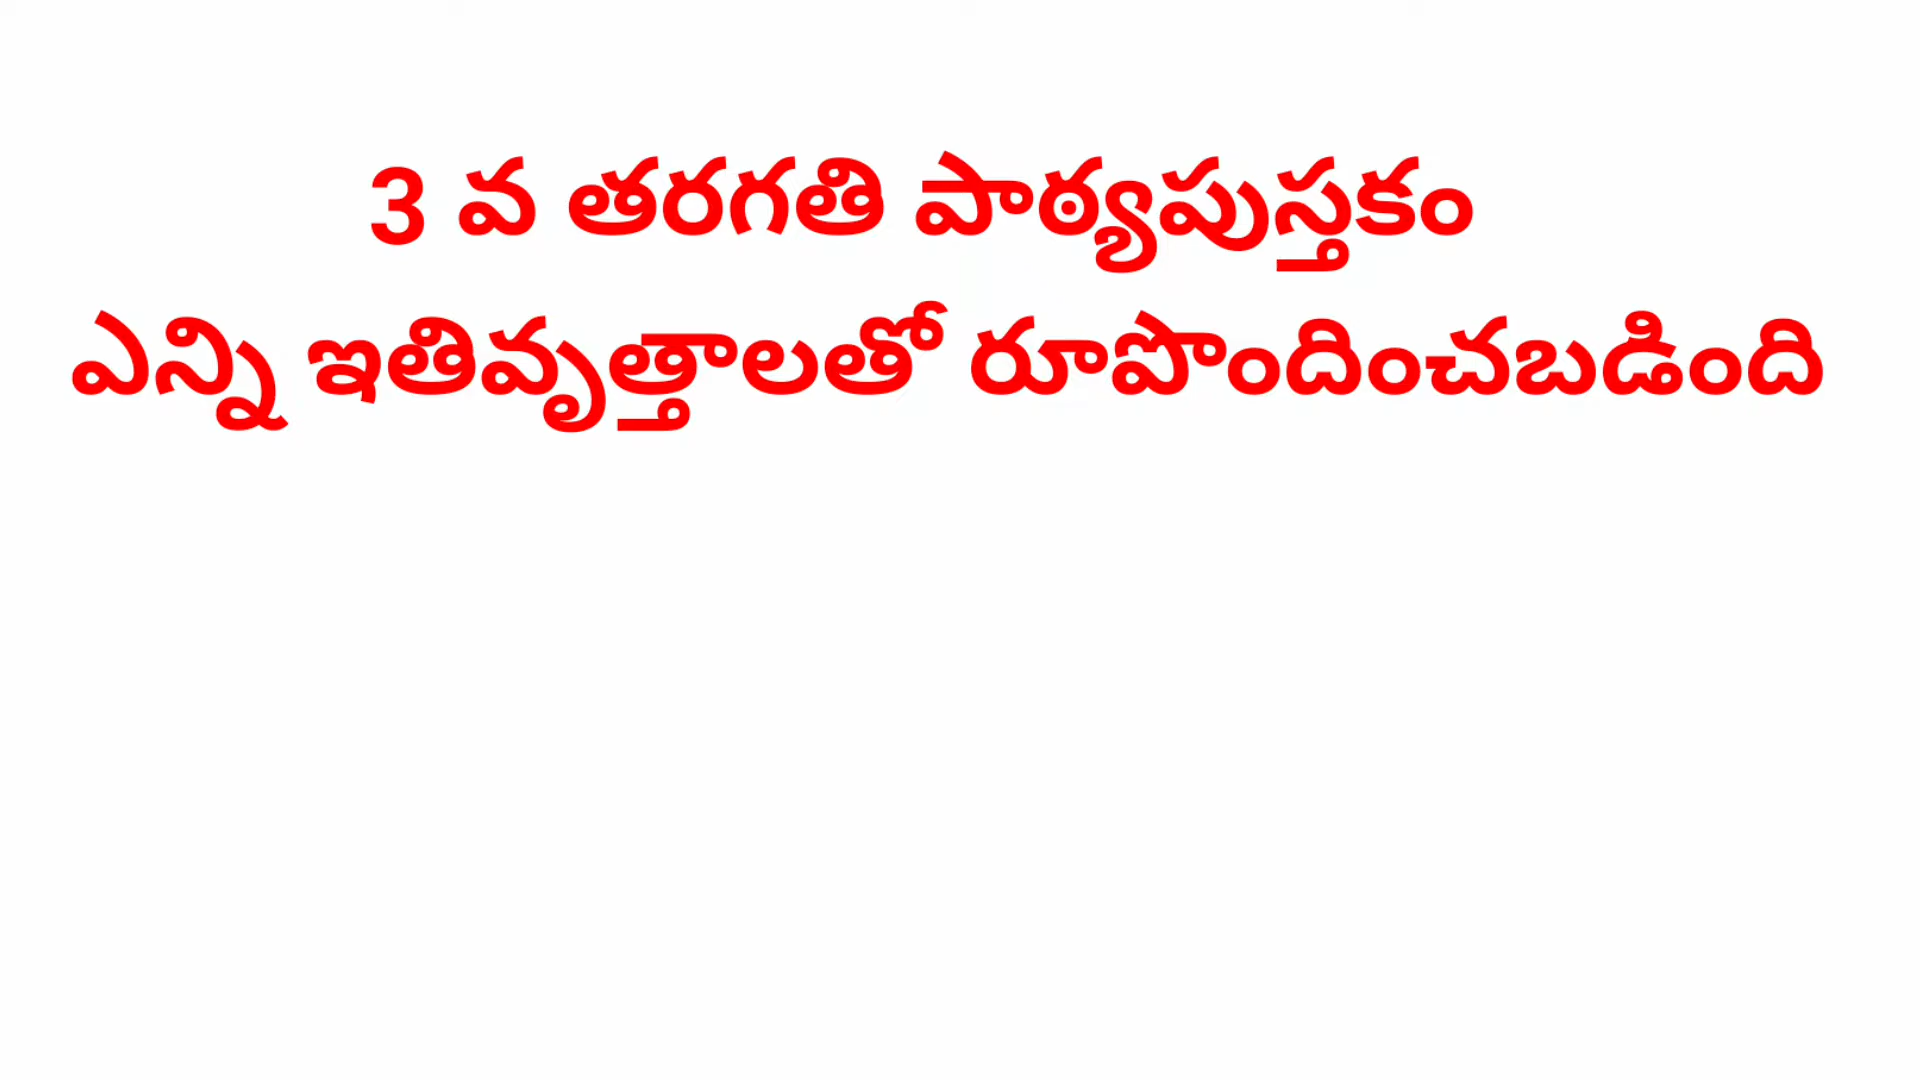 3 వ తరగతి పాఠ్యపుస్తకం
ఎన్ని ఇతివృత్తాలతో రూపొందించబడింది